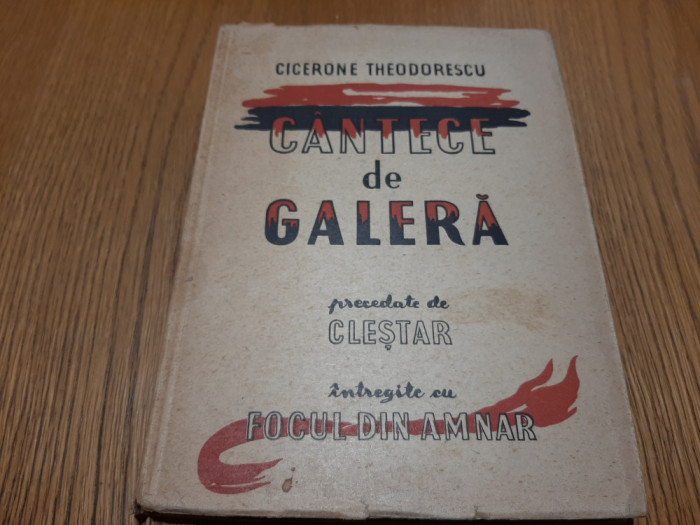 CICERONE THEODORESCU
CÂNTECE
de
GALERĂ
precedate de
CLEȘTAR
întregite cu
FOCUL DIN AMNAR